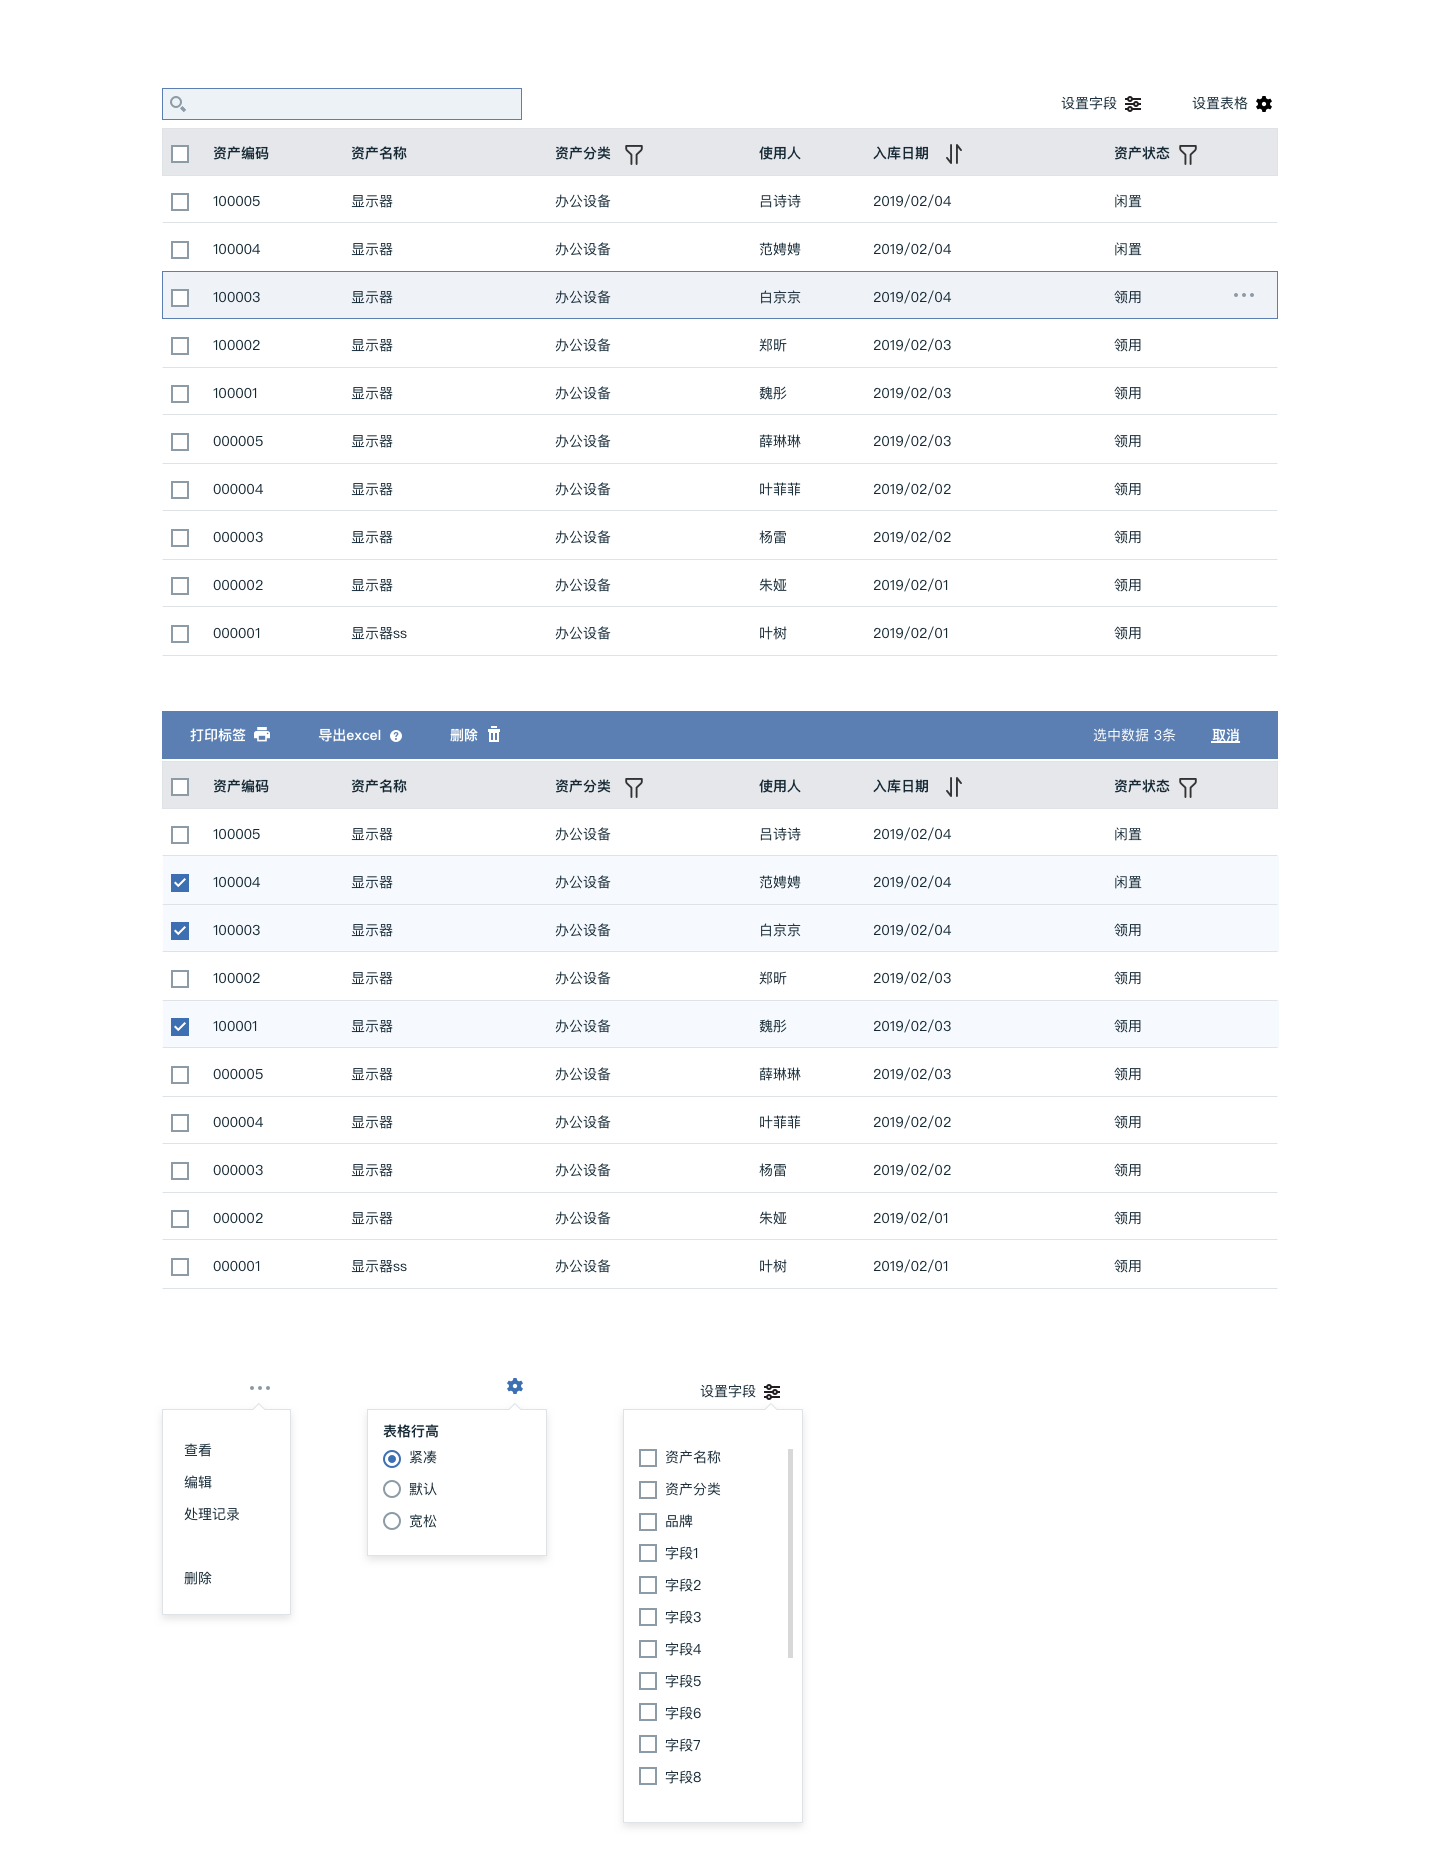 设置字段 设置表格
资产编码 资产名称 资产分类 使用人 入库日期 资产状态
100005 显示器 办公设备 吕诗诗 2019/02/04 闲置
100004 显示器 办公设备 范娉娉 2019/02/04 闲置
100003 显示器 办公设备 白京京 2019/02/04 领用
100002 显示器 办公设备 郑昕 2019/02/03 领用
100001 显示器 办公设备 魏彤 2019/02/03 领用
000005 显示器 办公设备 薛琳琳 2019/02/03 领用
000004 显示器 办公设备 叶菲菲 2019/02/02 领用
000003 显示器 办公设备 杨雷 2019/02/02 领用
000002 显示器 办公设备 朱娅 2019/02/01 领用
000001 显示器ss 办公设备 叶树 2019/02/01 领用
打印标签 导出excel 删除 选中数据 3条 取消
资产编码 资产名称 资产分类 使用人 入库日期 资产状态
100005 显示器 办公设备 吕诗诗 2019/02/04 闲置
100004 显示器 办公设备 范娉娉 2019/02/04 闲置
100003 显示器 办公设备 白京京 2019/02/04 领用
100002 显示器 办公设备 郑昕 2019/02/03 领用
100001 显示器 办公设备 魏彤 2019/02/03 领用
000005 显示器 办公设备 薛琳琳 2019/02/03 领用
000004 显示器 办公设备 叶菲菲 2019/02/02 领用
000003 显示器 办公设备 杨雷 2019/02/02 领用
000002 显示器 办公设备 朱娅 2019/02/01 领用
000001 显示器ss 办公设备 叶树 2019/02/01 领用
查看
编辑
处理记录
删除
表格行高
紧凑
默认
宽松
设置字段
资产名称
资产分类
品牌
字段1
字段2
字段3
字段4
字段5
字段6
字段7
字段8